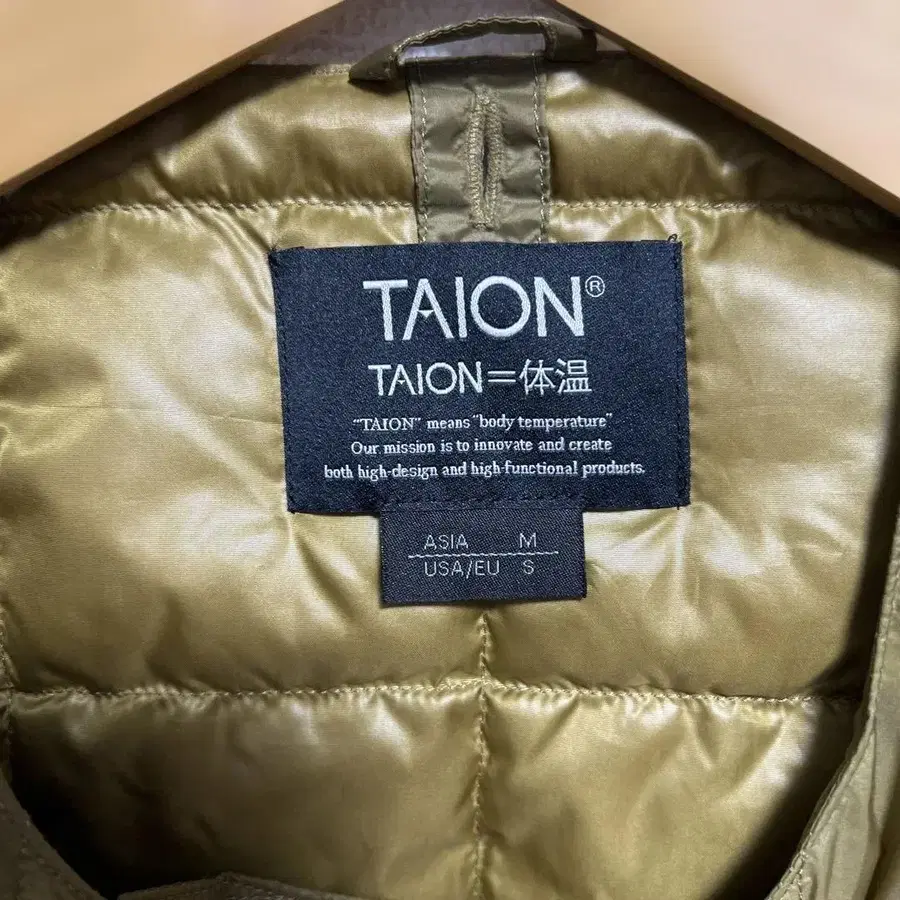 TAION®
TAION=体温
"TAION" means "body temperature"
Our mission is to innovate and create
both high-design and high-functional products.
ASIA M
USA/EU S